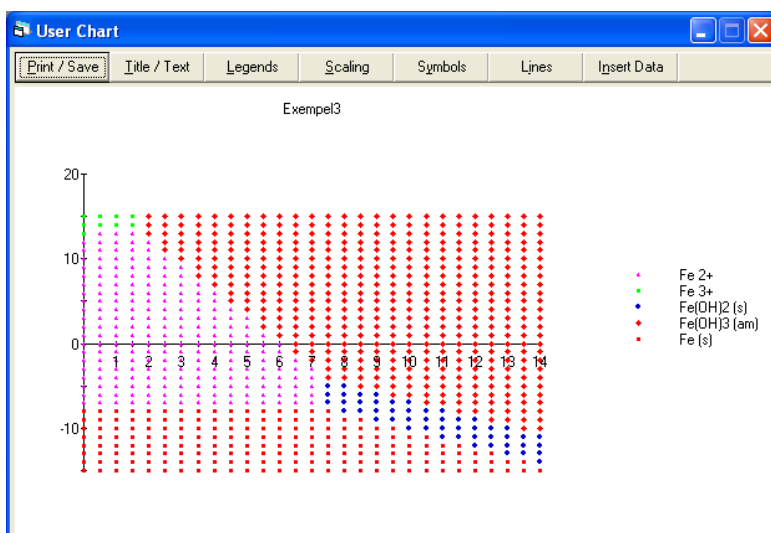 User Chart
Print / Save Title / Text Legends Scaling Symbols Lines Insert Data
Exempel3
20
10
0
1 2 3 4 5 6 7 8 9 10 11 12 13 14
-10
Fe 2+
Fe 3+
Fe(OH)2 (s)
Fe(OH)3 (am)
Fe (s)